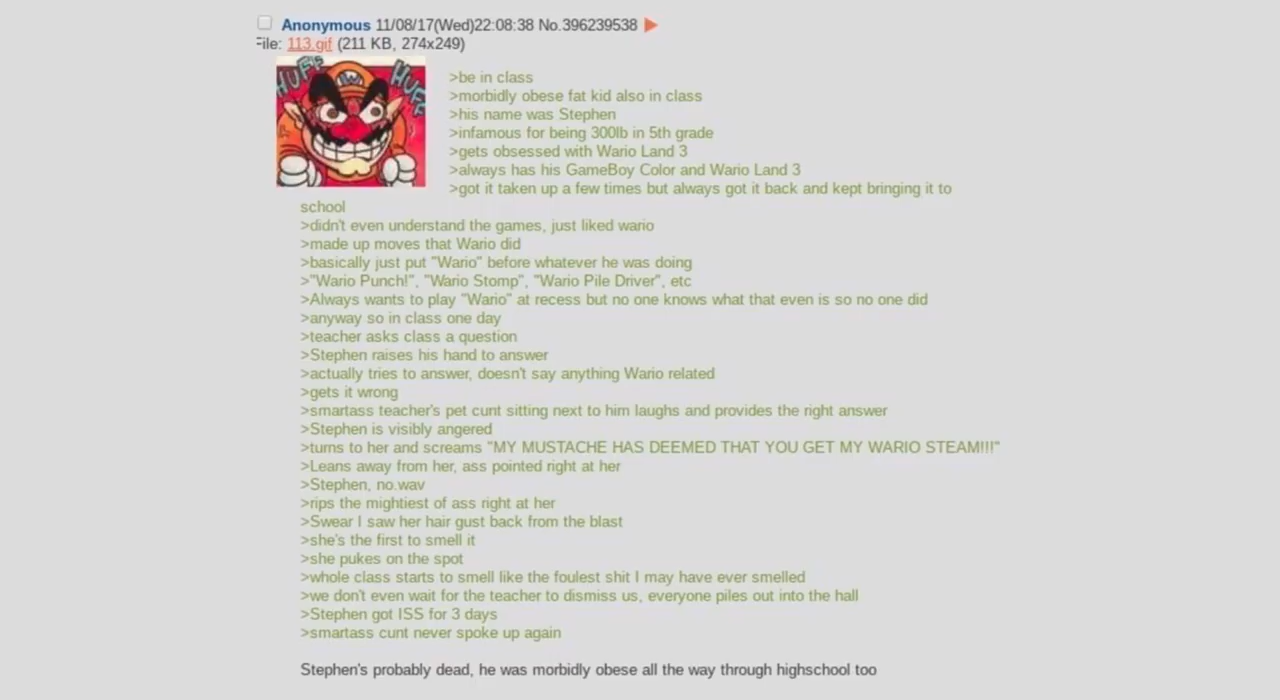 Anonymous 11/08/17(Wed)22:08:38 No.396239538
File: 113.gif (211 KB, 274x249)
HUFF HUFF
W
>be in class
>morbidly obese fat kid also in class
>his name was Stephen
>infamous for being 300lb in 5th grade
>gets obsessed with Wario Land 3
>always has his GameBoy Color and Wario Land 3
>got it taken up a few times but always got it back and kept bringing it to
school
>didn't even understand the games, just liked wario
>made up moves that Wario did
>basically just put "Wario" before whatever he was doing
>"Wario Punch!", "Wario Stomp", "Wario Pile Driver", etc
>Always wants to play "Wario" at recess but no one knows what that even is so no one did
>anyway so in class one day
>teacher asks class a question
>Stephen raises his hand to answer
>actually tries to answer, doesn't say anything Wario related
>gets it wrong
>smartass teacher's pet cunt sitting next to him laughs and provides the right answer
>Stephen is visibly angered
>turns to her and screams "MY MUSTACHE HAS DEEMED THAT YOU GET MY WARIO STEAM!!!"
>Leans away from her, ass pointed right at her
>Stephen, no.wav
>rips the mightiest of ass right at her
>Swear I saw her hair gust back from the blast
>she's the first to smell it
>she pukes on the spot
>whole class starts to smell like the foulest shit I may have ever smelled
>we don't even wait for the teacher to dismiss us, everyone piles out into the hall
>Stephen got ISS for 3 days
>smartass cunt never spoke up again
Stephen's probably dead, he was morbidly obese all the way through highschool too